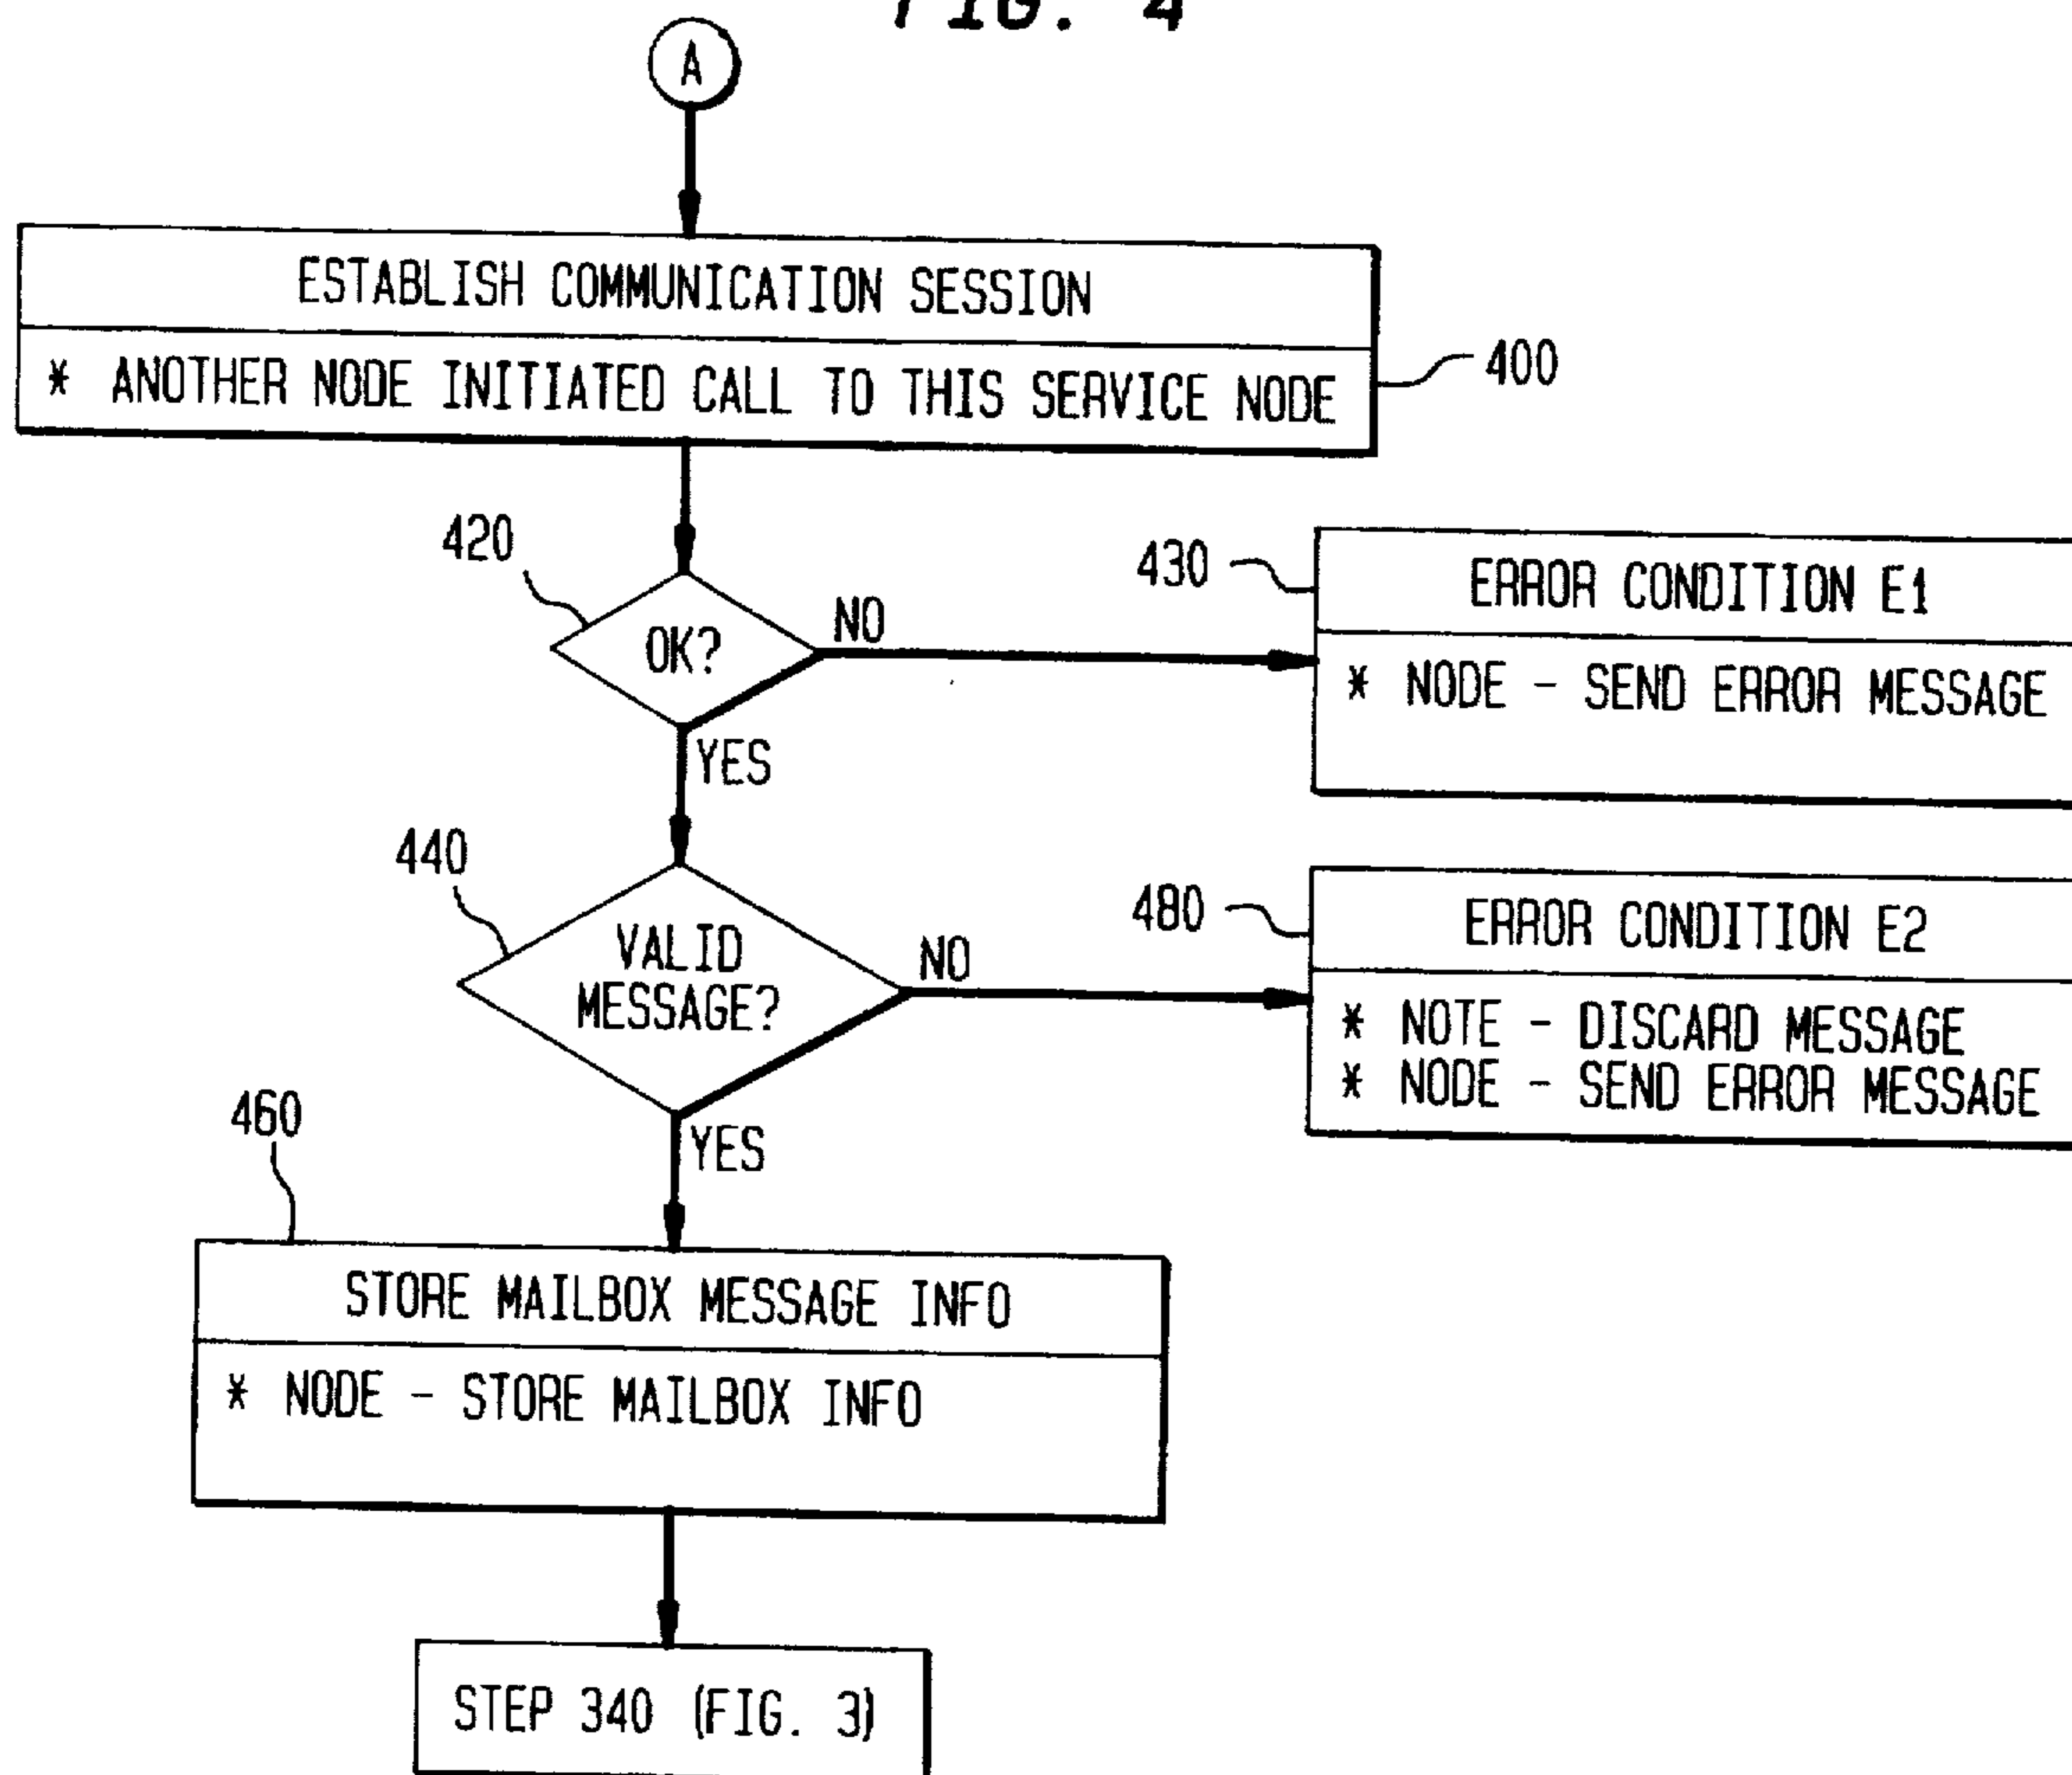 FIG. 4
A
ESTABLISH COMMUNICATION SESSION
* ANOTHER NODE INITIATED CALL TO THIS SERVICE NODE
400
420
OK?
NO
YES
430
ERROR CONDITION E1
* NODE - SEND ERROR MESSAGE
440
VALID
MESSAGE?
NO
YES
480
ERROR CONDITION E2
* NOTE - DISCARD MESSAGE
* NODE - SEND ERROR MESSAGE
460
STORE MAILBOX MESSAGE INFO
* NODE - STORE MAILBOX INFO
STEP 340 (FIG. 3)